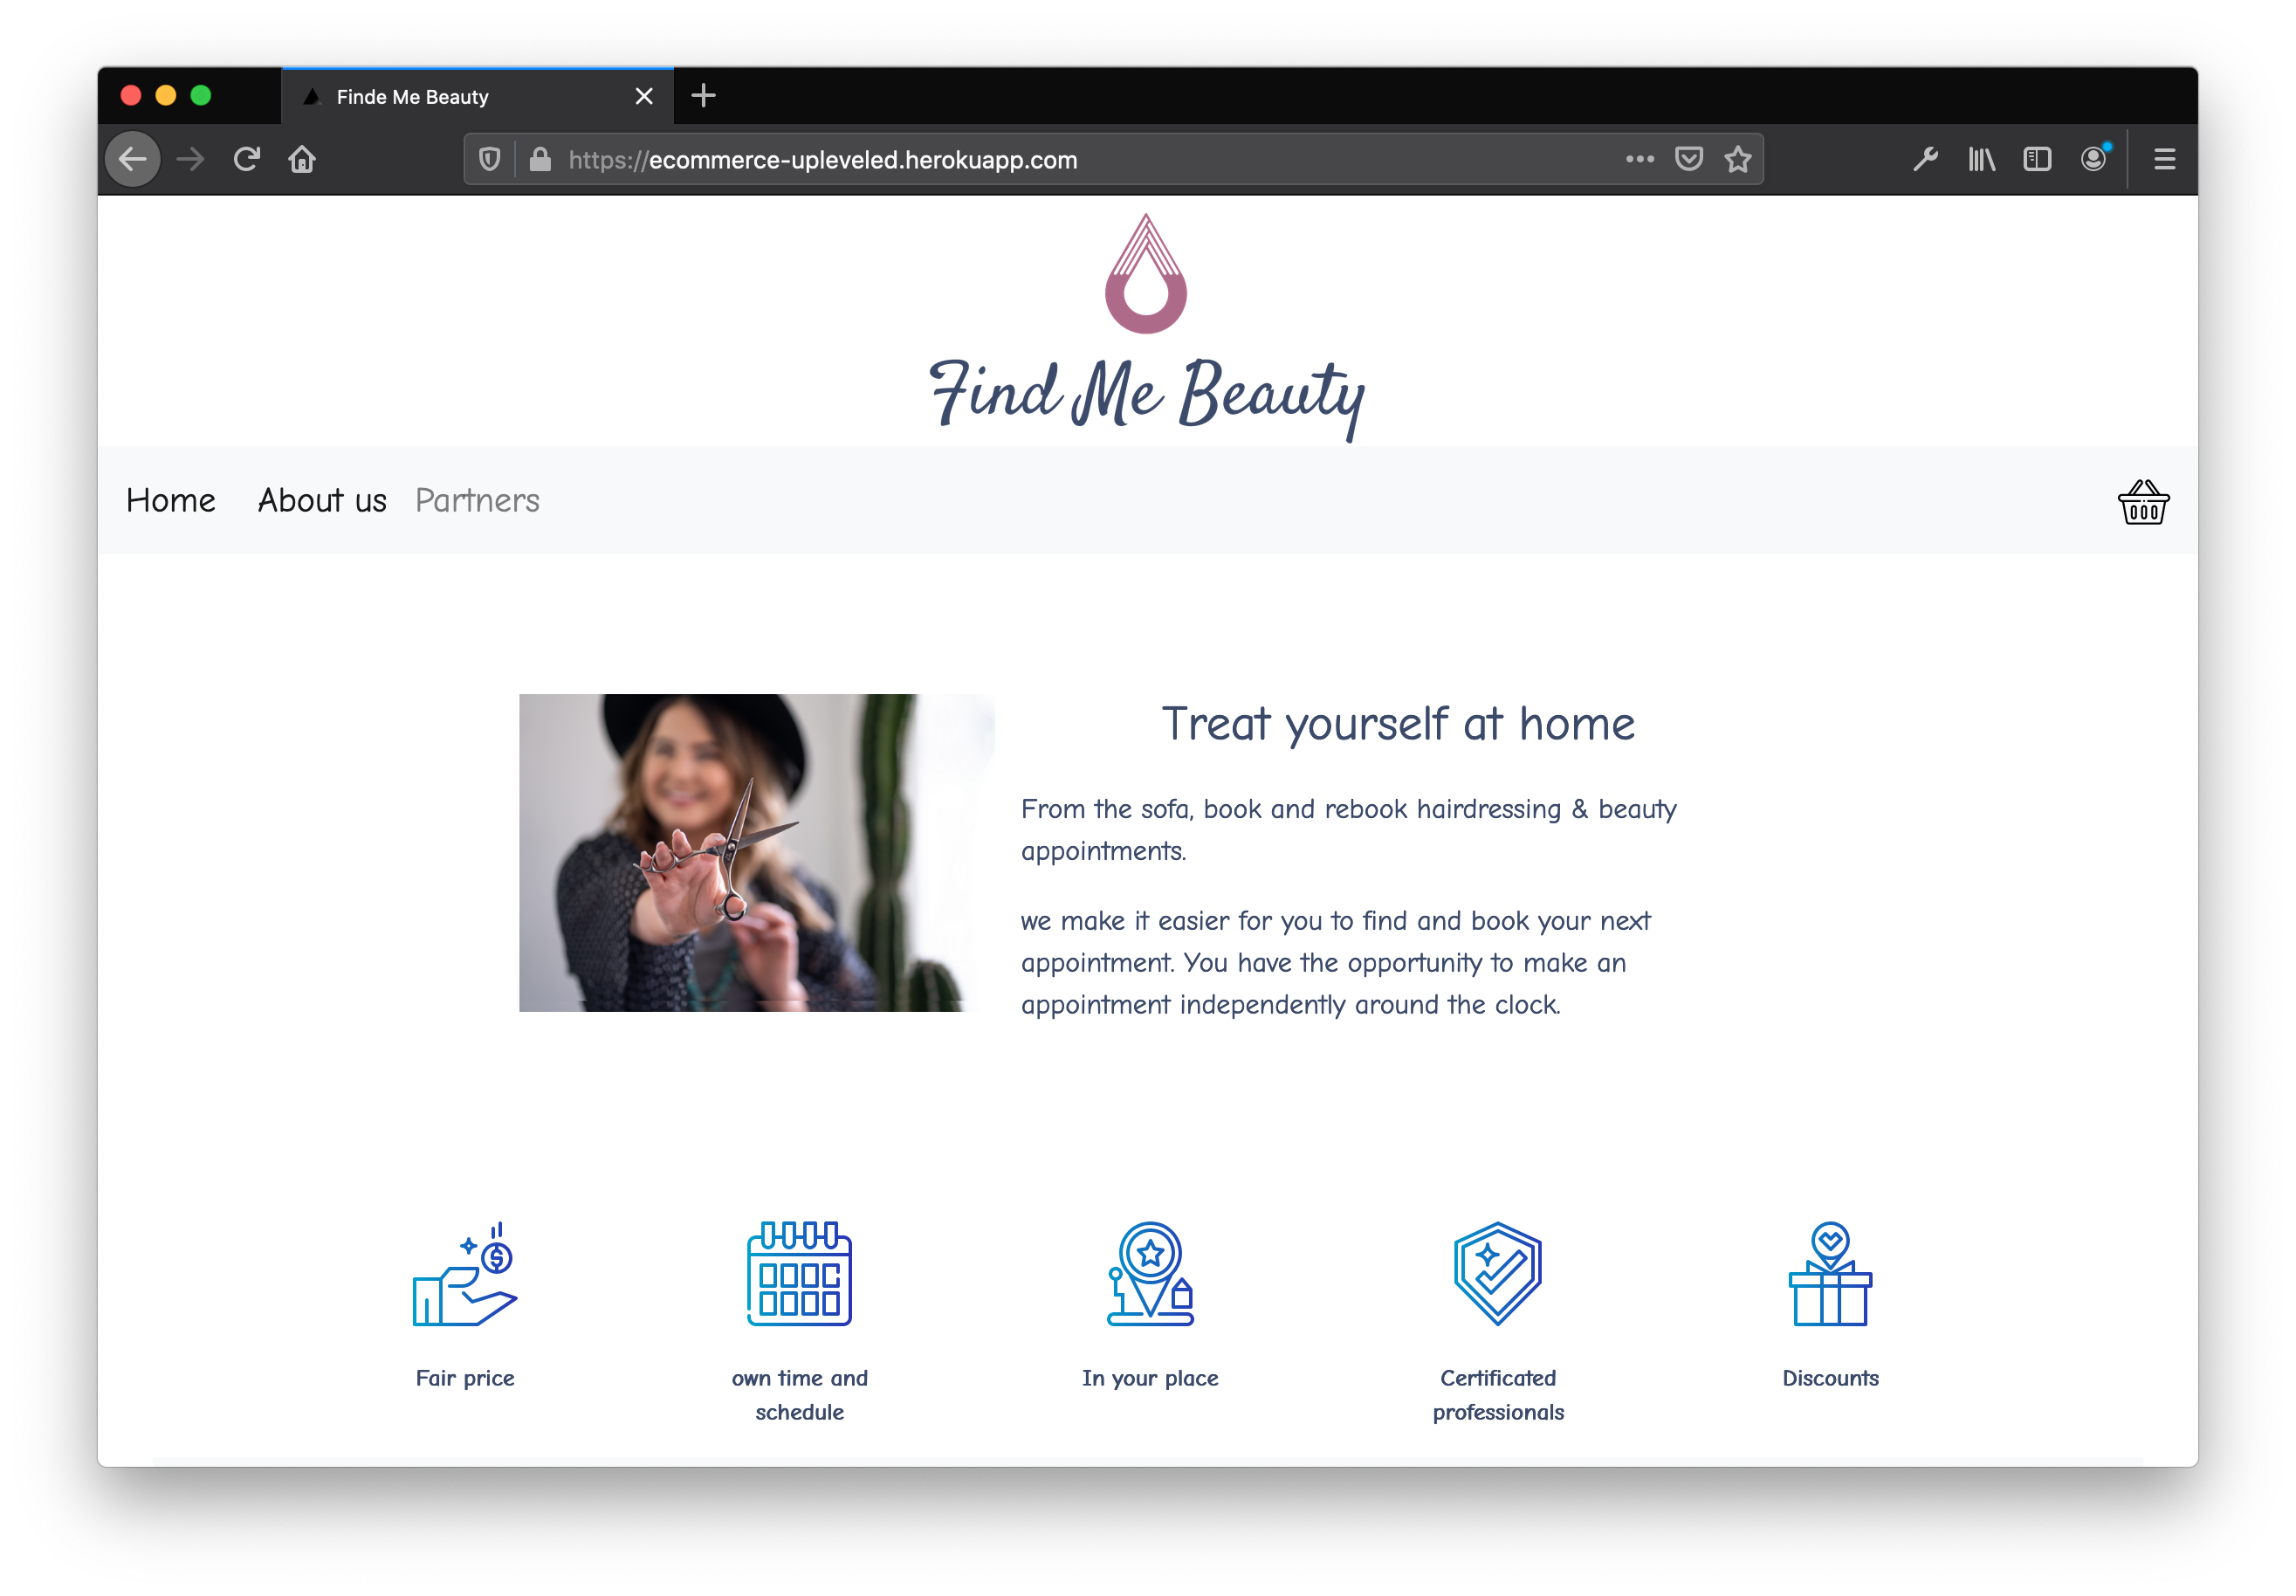 Finde Me Beauty
https://ecommerce-upleveled.herokuapp.com
Find Me Beauty
Home About us Partners
Treat yourself at home
From the sofa, book and rebook hairdressing & beauty
appointments.
we make it easier for you to find and book your next
appointment. You have the opportunity to make an
appointment independently around the clock.
Fair price
own time and
schedule
In your place
Certificated
professionals
Discounts